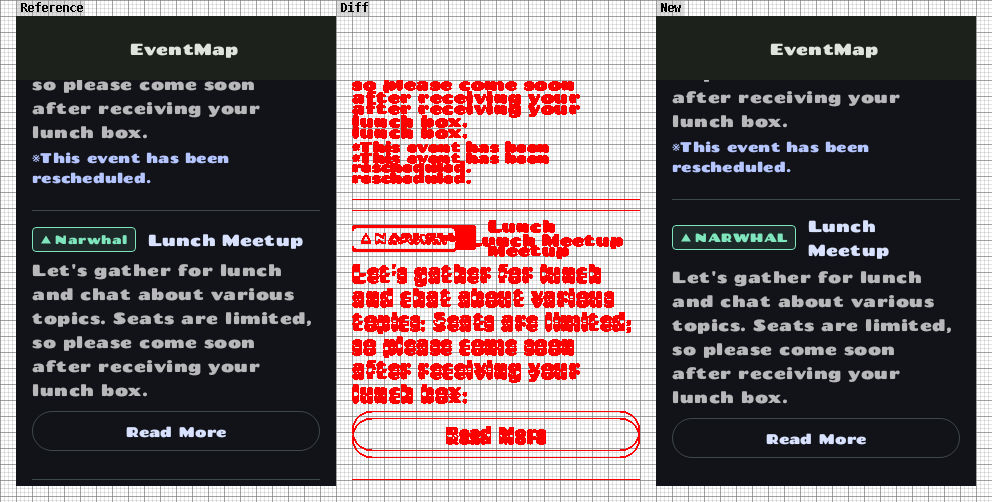 Reference
EventMap
so please come soon
after receiving your
lunch box.
※This event has been
rescheduled.
Narwhal
Lunch Meetup
Let's gather for lunch
and chat about various
topics. Seats are limited,
so please come soon
after receiving your
lunch box.
Read More
Diff
so please come soon
after receiving your
after receiving your
lunch box.
lunch box.
※This event has been
※This event has been
rescheduled.
rescheduled.
Lunch
Lunch Meetup
Meetup
Let's gather for lunch
and chat about various
topics. Seats are limited,
so please come soon
after receiving your
lunch box.
Read More
New
EventMap
after receiving your
lunch box.
※This event has been
rescheduled.
NARWHAL
Lunch
Meetup
Let's gather for lunch
and chat about various
topics. Seats are limited,
so please come soon
after receiving your
lunch box.
Read More